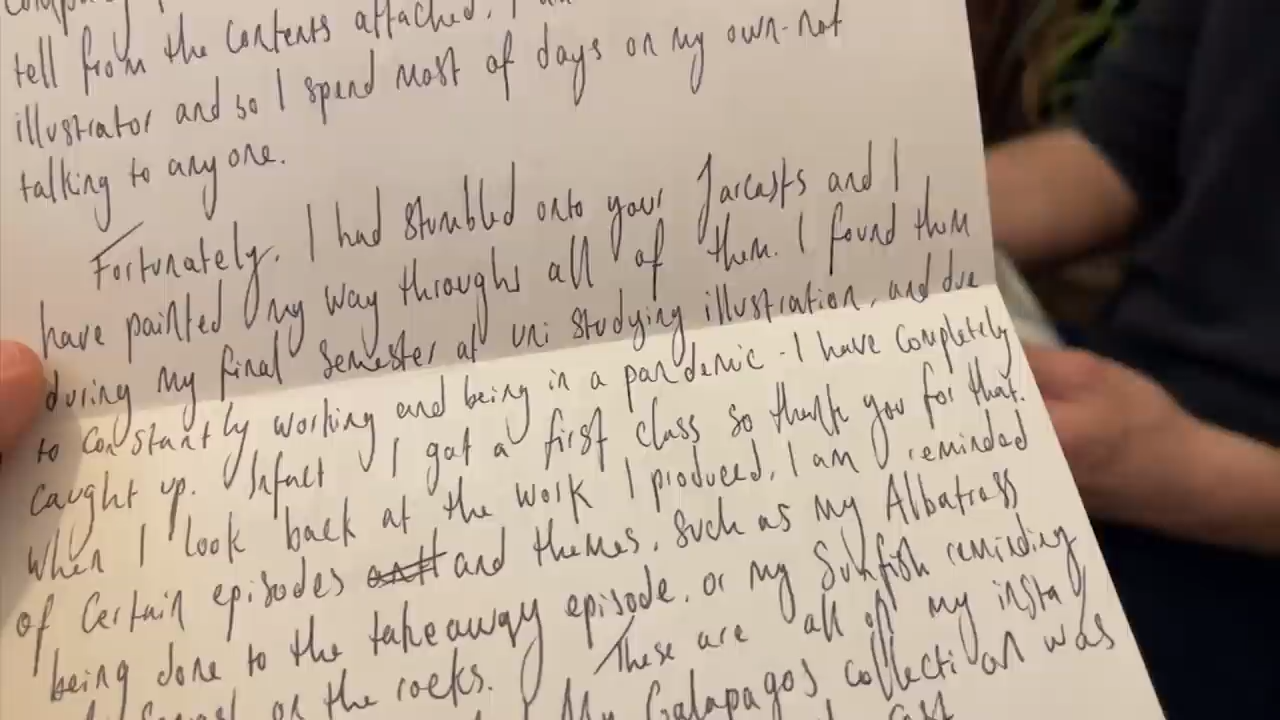 tell from the contents attached. I am
illustrator and so I spend most of days on my own - not
talking to anyone.
Fortunately, I had stumbled onto your Jarcasts and I
have painted my way throughs all of them. I found them
during my final semester at uni studying illustration, and due
to constantly working and being in a pandemic - I have completely
caught up. Infact I got a first class so thank you for that.
When I look back at the work I produced, I am reminded
of certain episodes and themes, such as my Albatross
being done to the takeaway episode, or my Sunfish reminding
on the rocks. These are all on my insta
My Galapagos collection was